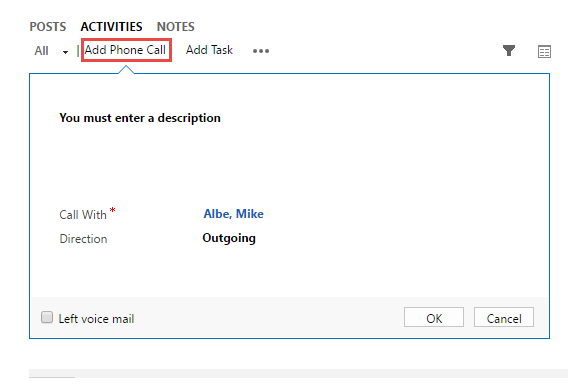 POSTS ACTIVITIES NOTES
All Add Phone Call Add Task •••
You must enter a description
Call With * Albe, Mike
Direction Outgoing
Left voice mail OK Cancel